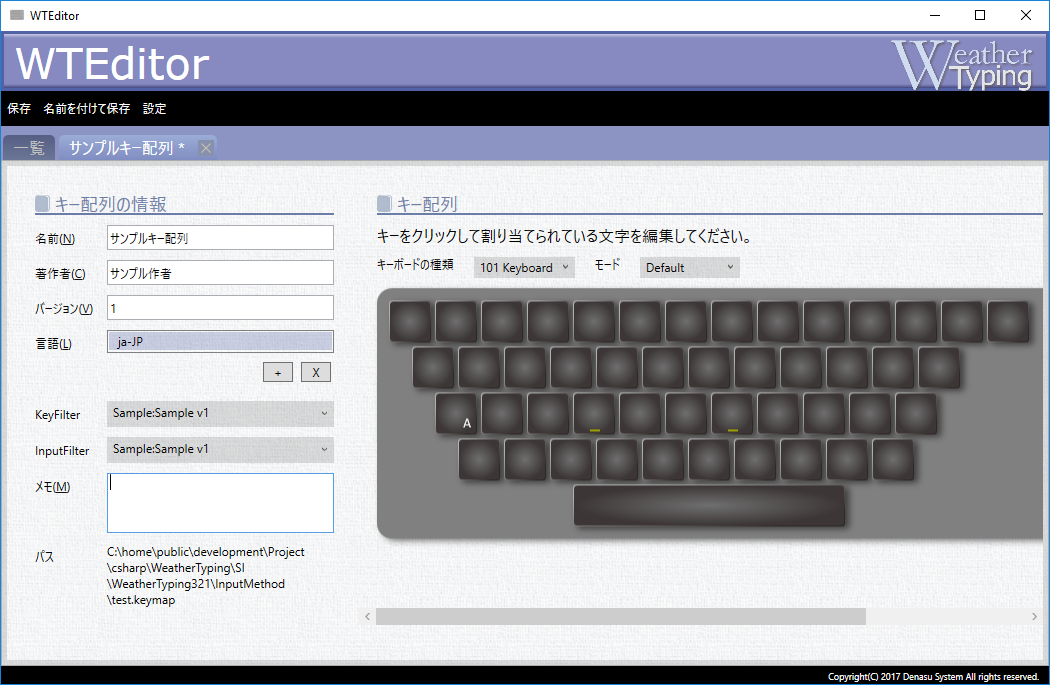 WTEditor
WTEditor
Weather Typing
保存 名前を付けて保存 設定
一覧 サンプルキー配列 *
キー配列の情報
名前(N) サンプルキー配列
著作者(C) サンプル作者
バージョン(V) 1
言語(L) ja-JP
+ X
KeyFilter Sample:Sample v1
InputFilter Sample:Sample v1
メモ(M)
パス C:\home\public\development\Project
\csharp\WeatherTyping\SI
\WeatherTyping321\InputMethod
\test.keymap
キー配列
キーをクリックして割り当てられている文字を編集してください。
キーボードの種類 101 Keyboard モード Default
A
Copyright(C) 2017 Denasu System All rights reserved.